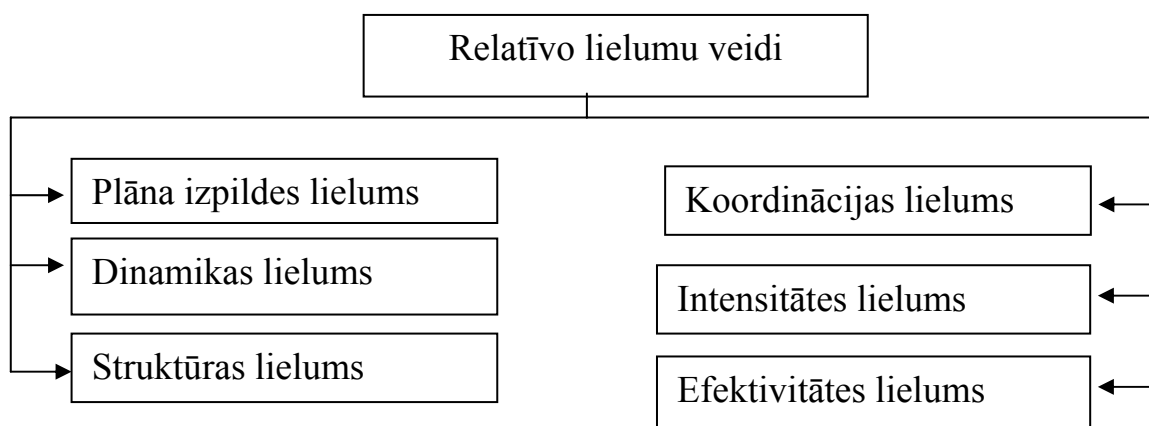 Relatīvo lielumu veidi
Plāna izpildes lielums
Dinamikas lielums
Struktūras lielums
Koordinācijas lielums
Intensitātes lielums
Efektivitātes lielums